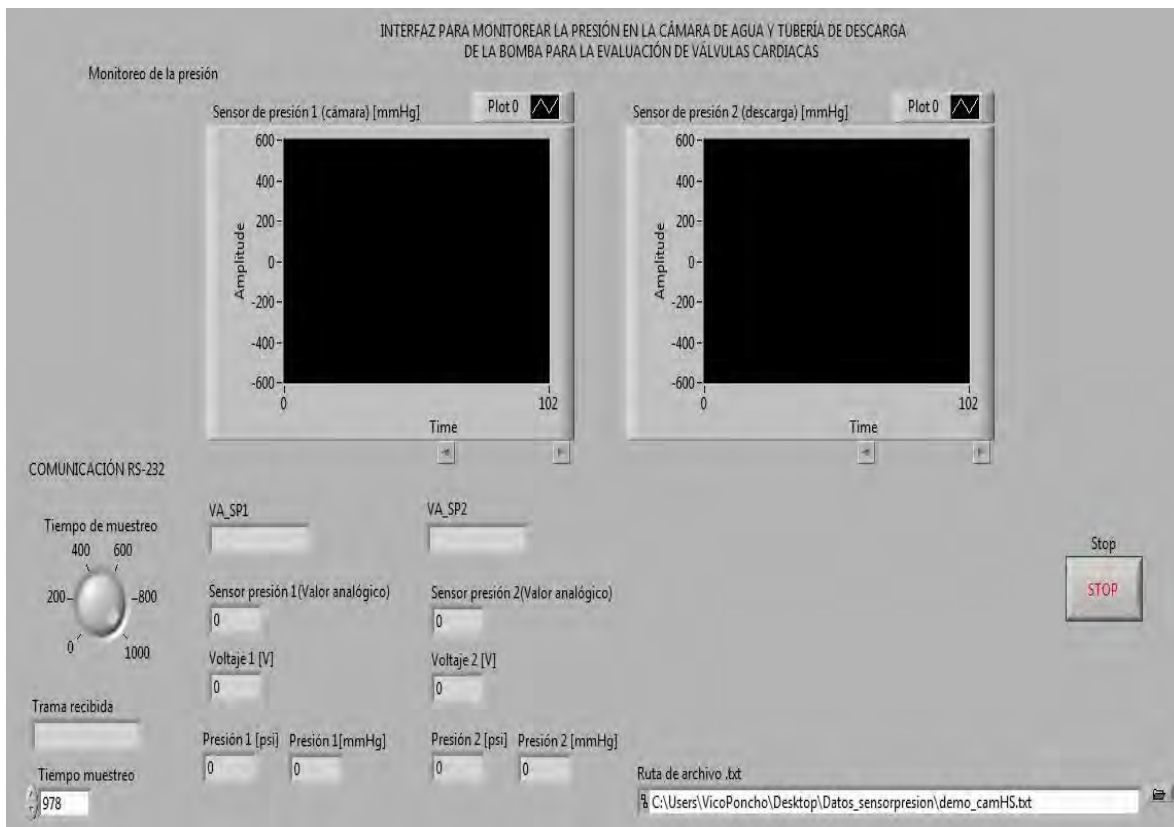 INTERFAZ PARA MONITOREAR LA PRESIÓN EN LA CÁMARA DE AGUA Y TUBERÍA DE DESCARGA
DE LA BOMBA PARA LA EVALUACIÓN DE VÁLVULAS CARDIACAS
Monitoreo de la presión
Sensor de presión 1 (cámara) [mmHg]
Plot 0
600
400
200
0
-200
-400
-600
Amplitude
0
102
Time
Sensor de presión 2 (descarga) [mmHg]
Plot 0
600
400
200
0
-200
-400
-600
Amplitude
0
102
Time
COMUNICACIÓN RS-232
Tiempo de muestreo
400 600
200 800
0 1000
Trama recibida
Tiempo muestreo
978
VA_SP1
Sensor presión 1(Valor analógico)
0
Voltaje 1 [V]
0
Presión 1 [psi] Presión 1[mmHg]
0 0
VA_SP2
Sensor presión 2(Valor analógico)
0
Voltaje 2 [V]
0
Presión 2 [psi] Presión 2 [mmHg]
0 0
Stop
STOP
Ruta de archivo .txt
C:\Users\VicoPoncho\Desktop\Datos_sensorpresion\demo_camHS.txt